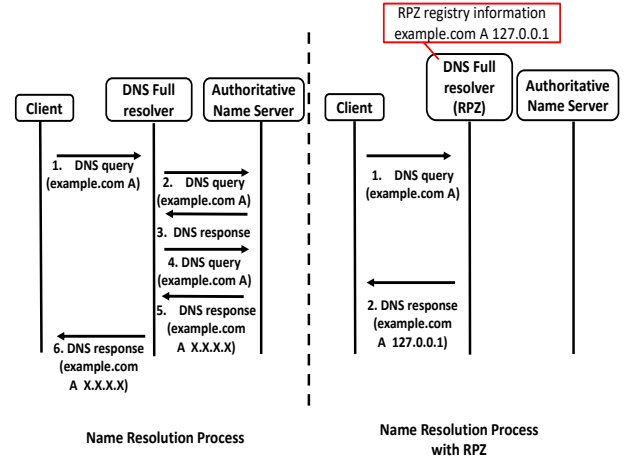 RPZ registry information
example.com A 127.0.0.1
Client
DNS Full
resolver
Authoritative
Name Server
1. DNS query
(example.com A)
2. DNS query
(example.com A)
3. DNS response
4. DNS query
(example.com A)
5. DNS response
(example.com
A X.X.X.X)
6. DNS response
(example.com
A X.X.X.X)
Name Resolution Process
Client
DNS Full
resolver
(RPZ)
Authoritative
Name Server
1. DNS query
(example.com A)
2. DNS response
(example.com
A 127.0.0.1)
Name Resolution Process
with RPZ